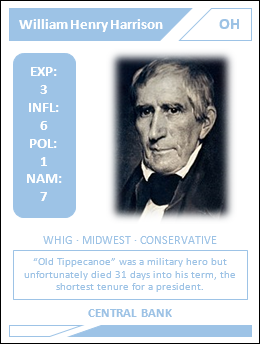 William Henry Harrison
OH
EXP:
3
INFL:
6
POL:
1
NAM:
7
WHIG · MIDWEST · CONSERVATIVE
“Old Tippecanoe” was a military hero but
unfortunately died 31 days into his term, the
shortest tenure for a president.
CENTRAL BANK